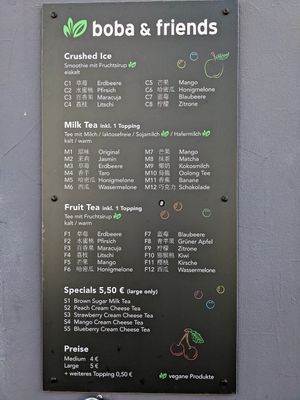 boba & friends
Crushed Ice
Smoothie mit Fruchtsirup
eiskalt
C1 草莓 Erdbeere
C2 水蜜桃 Pfirsich
C3 百香果 Maracuja
C4 荔枝 Litschi
C5 芒果 Mango
C6 哈密瓜 Honigmelone
C7 蓝莓 Blaubeere
C8 柠檬 Zitrone
Milk Tea inkl. 1 Topping
Tee mit Milch / laktosefreie / Sojamilch / Hafermilch
kalt / warm
M1 原味 Original
M2 茉莉 Jasmin
M3 草莓 Erdbeere
M4 香芋 Taro
M5 哈密瓜 Honigmelone
M6 西瓜 Wassermelone
M7 芒果 Mango
M8 抹茶 Matcha
M9 椰奶 Kokosmilch
M10 乌龙 Oolong Tee
M11 香蕉 Banane
M12 巧克力 Schokolade
Fruit Tea inkl. 1 Topping
Tee mit Fruchtsirup
kalt / warm
F1 草莓 Erdbeere
F2 水蜜桃 Pfirsich
F3 百香果 Maracuja
F4 荔枝 Litschi
F5 芒果 Mango
F6 哈密瓜 Honigmelone
F7 蓝莓 Blaubeere
F8 青苹果 Grüner Apfel
F9 柠檬 Zitrone
F10 猕猴桃 Kiwi
F11 樱桃 Kirsche
F12 西瓜 Wassermelone
Specials 5,50 € (large only)
S1 Brown Sugar Milk Tea
S2 Peach Cream Cheese Tea
S3 Strawberry Cream Cheese Tea
S4 Mango Cream Cheese Tea
S5 Blueberry Cream Cheese Tea
Preise
Medium 4 €
Large 5 €
+ weiteres Topping 0,50 €
vegane Produkte